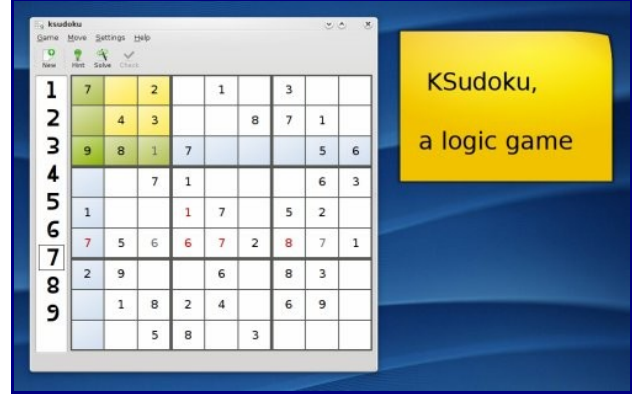 ksudoku
Game Move Settings Help
New Hint Solve Check
1
2
3
4
5
6
7
8
9
7 2 1 3
4 3 8 7 1
9 8 1 7 5 6
7 1 6 3
1 1 7 5 2
7 5 6 6 7 2 8 7 1
2 9 6 8 3
1 8 2 4 6 9
5 8 3
KSudoku,
a logic game